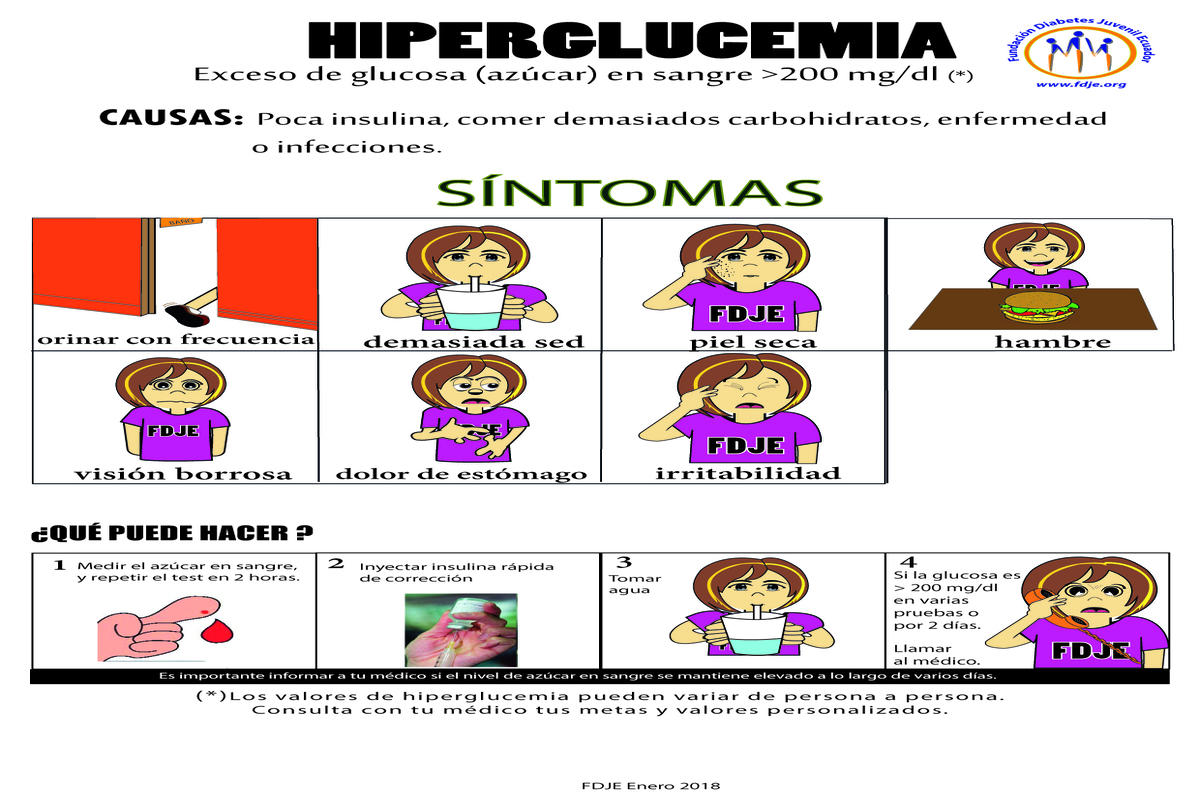 HIPERGLUCEMIA
Exceso de glucosa (azúcar) en sangre >200 mg/dl (*)
Fundación Diabetes Juvenil Ecuador
www.fdje.org
CAUSAS: Poca insulina, comer demasiados carbohidratos, enfermedad
o infecciones.
SÍNTOMAS
BAÑO
orinar con frecuencia
demasiada sed
FDJE
piel seca
FDJE
hambre
FDJE
visión borrosa
FDJE
dolor de estómago
FDJE
irritabilidad
¿QUÉ PUEDE HACER ?
1 Medir el azúcar en sangre,
y repetir el test en 2 horas.
2 Inyectar insulina rápida
de corrección
3
Tomar
agua
4
Si la glucosa es
> 200 mg/dl
en varias
pruebas o
por 2 días.
Llamar
al médico.
FDJE
Es importante informar a tu médico si el nivel de azúcar en sangre se mantiene elevado a lo largo de varios días.
(*)Los valores de hiperglucemia pueden variar de persona a persona.
Consulta con tu médico tus metas y valores personalizados.
FDJE Enero 2018